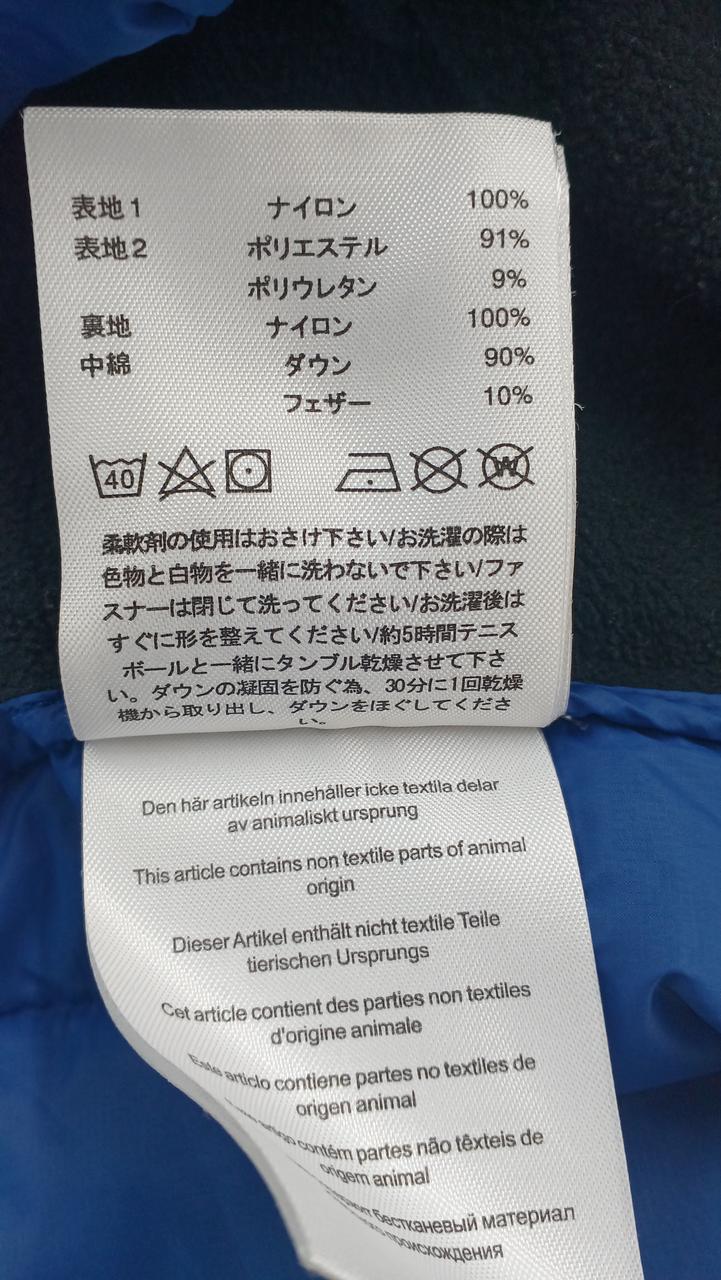 表地1 ナイロン 100%
表地2 ポリエステル 91%
ポリウレタン 9%
裏地 ナイロン 100%
中綿 ダウン 90%
フェザー 10%
40 W
柔軟剤の使用はおさけ下さい/お洗濯の際は
色物と白物を一緒に洗わないで下さい/ファ
スナーは閉じて洗ってください/お洗濯後は
すぐに形を整えてください/約5時間テニス
ボールと一緒にタンブル乾燥させて下さ
い。ダウンの凝固を防ぐ為、30分に1回乾燥
機から取り出し、ダウンをほぐしてくださ
い。
Den här artikeln innehåller icke textila delar
av animaliskt ursprung
This article contains non textile parts of animal
origin
Dieser Artikel enthält nicht textile Teile
tierischen Ursprungs
Cet article contient des parties non textiles
d'origine animale
Este articlo contiene partes no textiles de
origen animal
artigo contém partes não têxteis de
origem animal
бестканевый материал
происхождения